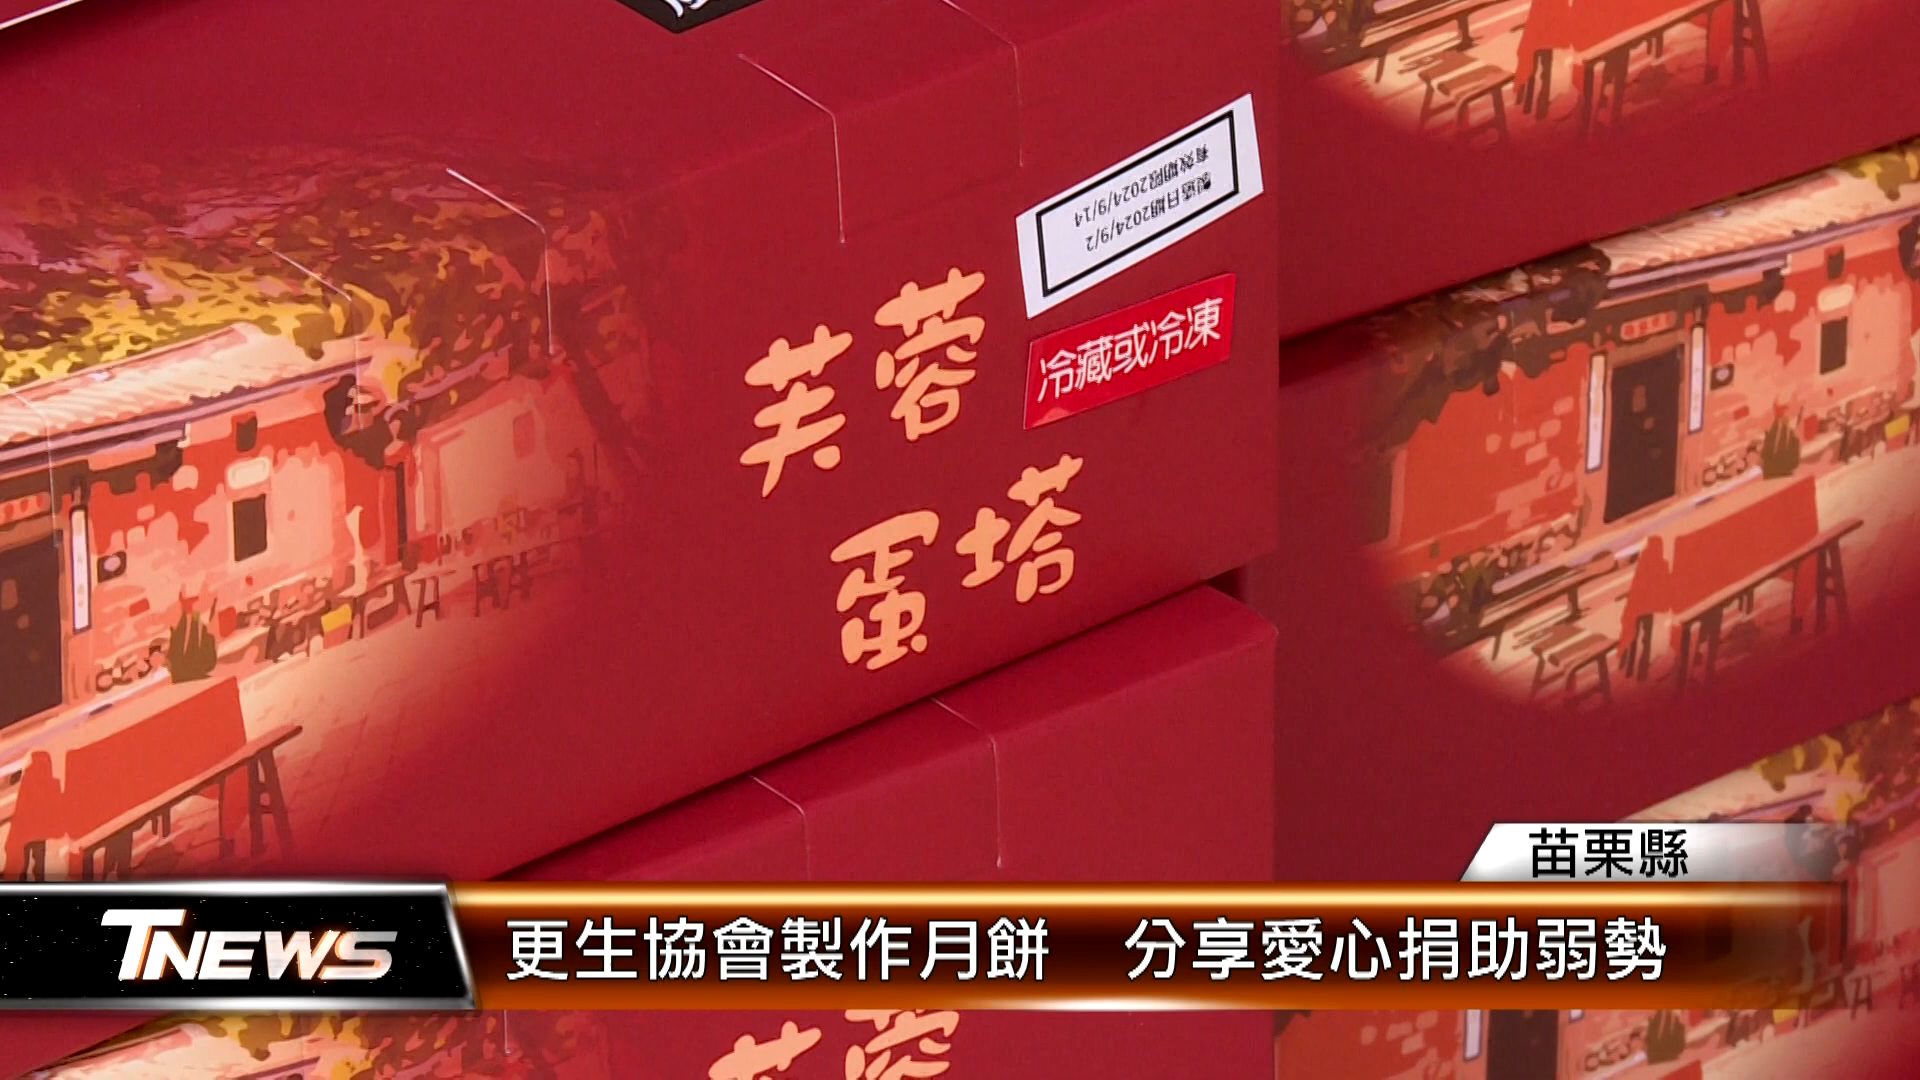 製造日期2024/9/2
有效期限2024/9/14
冷藏或冷凍
芙蓉
蛋塔
苗栗縣
TNEWS
更生協會製作月餅　分享愛心捐助弱勢
芙蓉